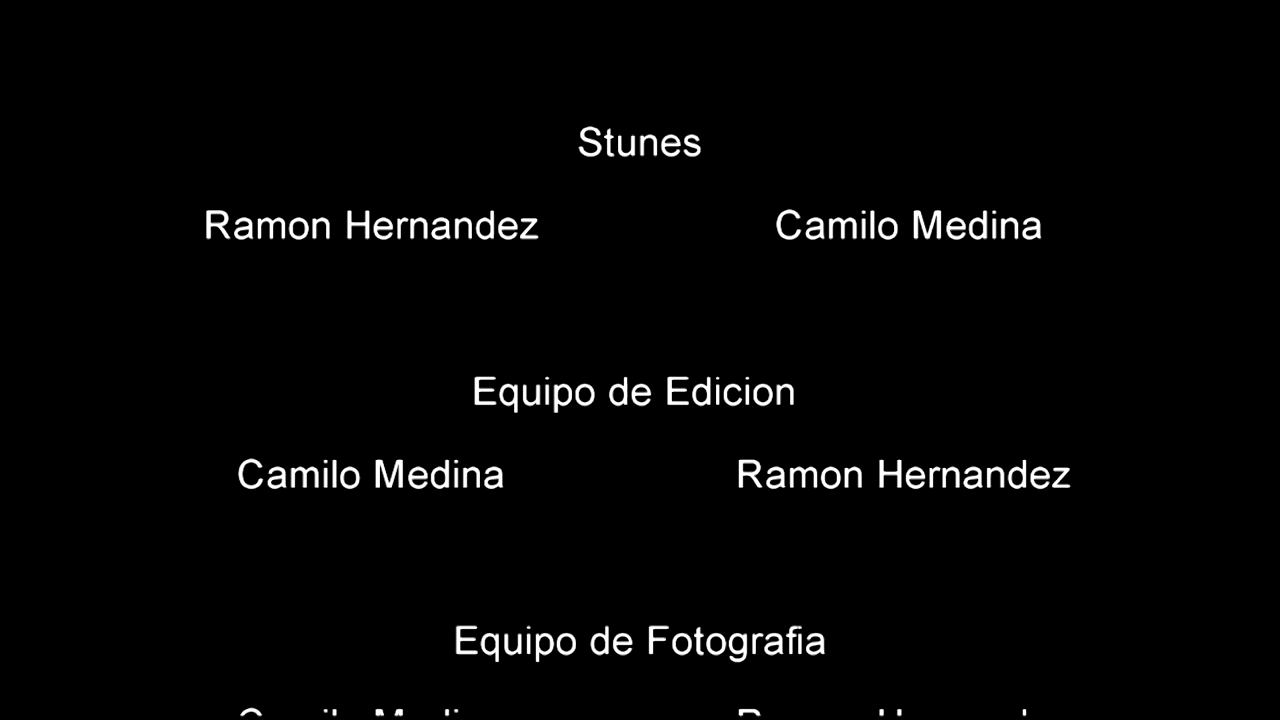 Stunes
Ramon Hernandez Camilo Medina
Equipo de Edicion
Camilo Medina Ramon Hernandez
Equipo de Fotografia